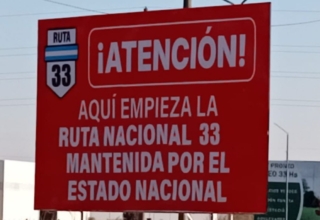 RUTA
33
¡ATENCIÓN!
AQUÍ EMPIEZA LA
RUTA NACIONAL 33
MANTENIDA POR EL
ESTADO NACIONAL